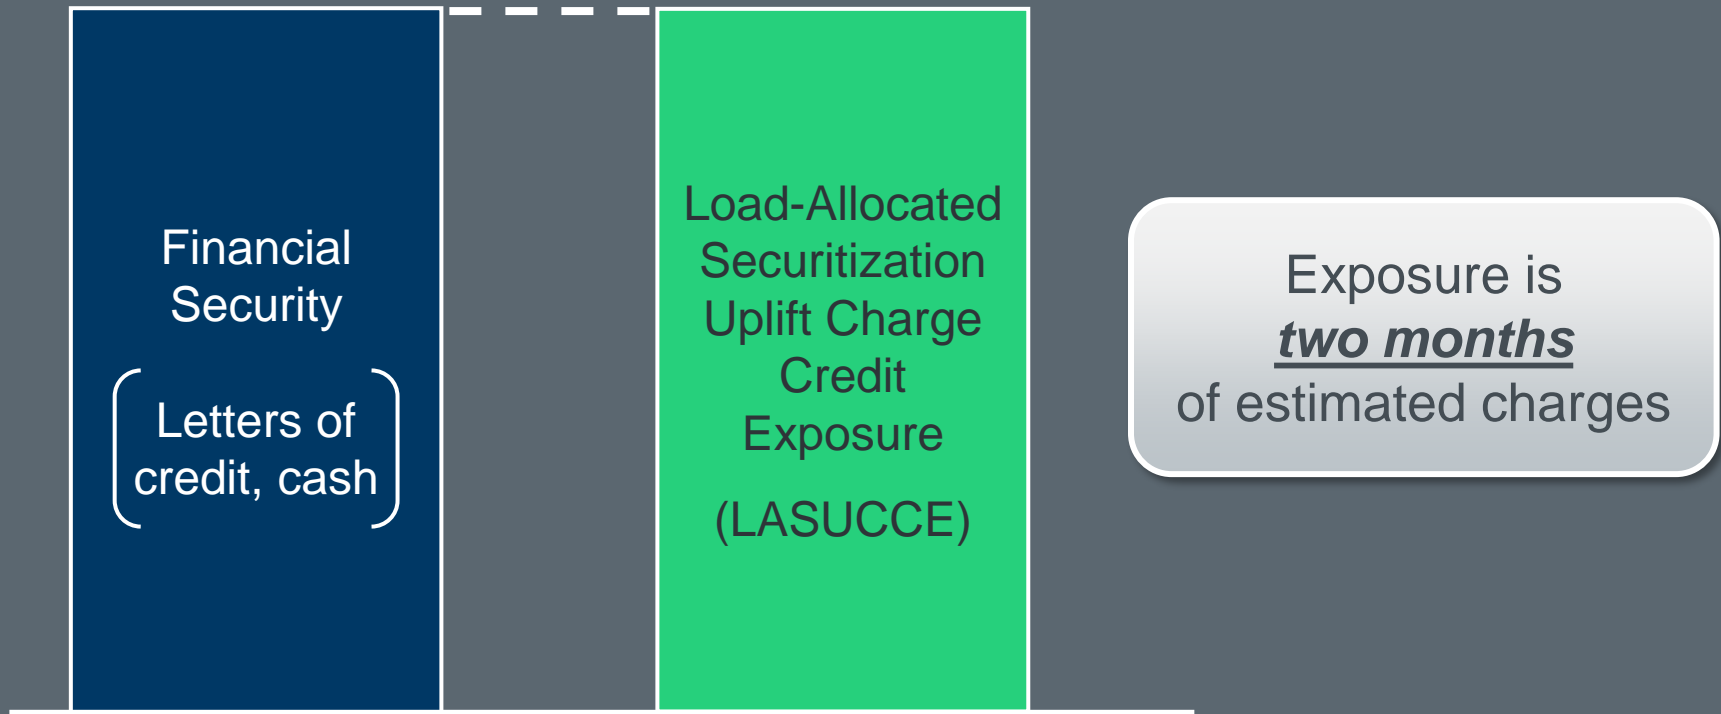 Financial
Security
Letters of
credit, cash
Load-Allocated
Securitization
Uplift Charge
Credit
Exposure
(LASUCCE)
Exposure is
two months
of estimated charges